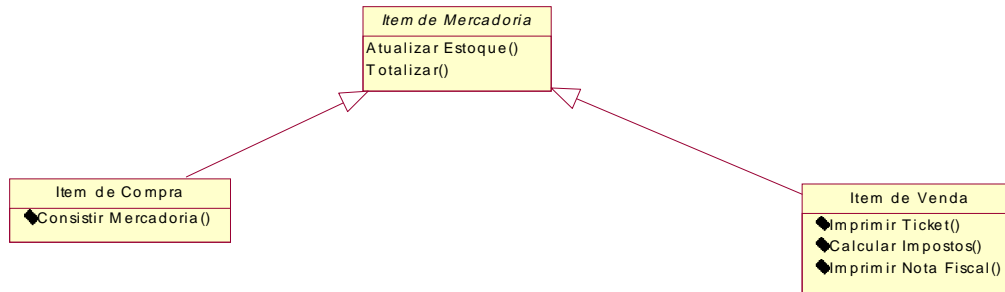 Item de Mercadoria
Atualizar Estoque()
Totalizar()
Item de Compra
Consistir Mercadoria()
Item de Venda
Imprimir Ticket()
Calcular Impostos()
Imprimir Nota Fiscal()